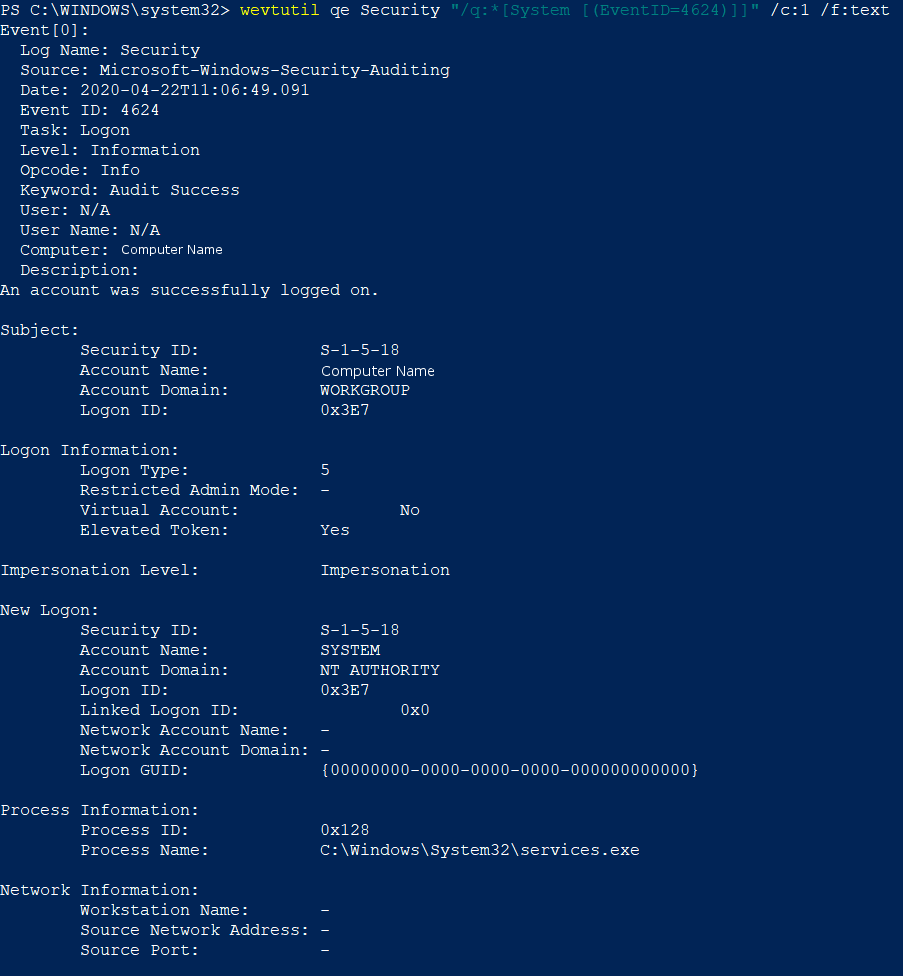 PS C:\WINDOWS\system32> wevtutil qe Security "/q:*[System [(EventID=4624)]]" /c:1 /f:text
Event[0]:
  Log Name: Security
  Source: Microsoft-Windows-Security-Auditing
  Date: 2020-04-22T11:06:49.091
  Event ID: 4624
  Task: Logon
  Level: Information
  Opcode: Info
  Keyword: Audit Success
  User: N/A
  User Name: N/A
  Computer: Computer Name
  Description:
An account was successfully logged on.

Subject:
        Security ID:            S-1-5-18
        Account Name:           Computer Name
        Account Domain:         WORKGROUP
        Logon ID:               0x3E7

Logon Information:
        Logon Type:             5
        Restricted Admin Mode:  -
        Virtual Account:                No
        Elevated Token:         Yes

Impersonation Level:            Impersonation

New Logon:
        Security ID:            S-1-5-18
        Account Name:           SYSTEM
        Account Domain:         NT AUTHORITY
        Logon ID:               0x3E7
        Linked Logon ID:                0x0
        Network Account Name:   -
        Network Account Domain: -
        Logon GUID:             {00000000-0000-0000-0000-000000000000}

Process Information:
        Process ID:             0x128
        Process Name:           C:\Windows\System32\services.exe

Network Information:
        Workstation Name:       -
        Source Network Address: -
        Source Port:            -